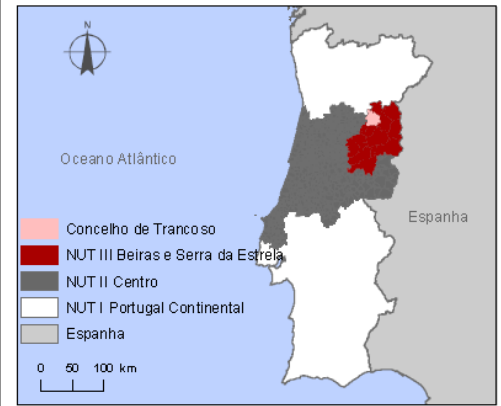 N
Oceano Atlântico
Espanha
Concelho de Trancoso
NUT III Beiras e Serra da Estrela
NUT II Centro
NUT I Portugal Continental
Espanha
0 50 100 km